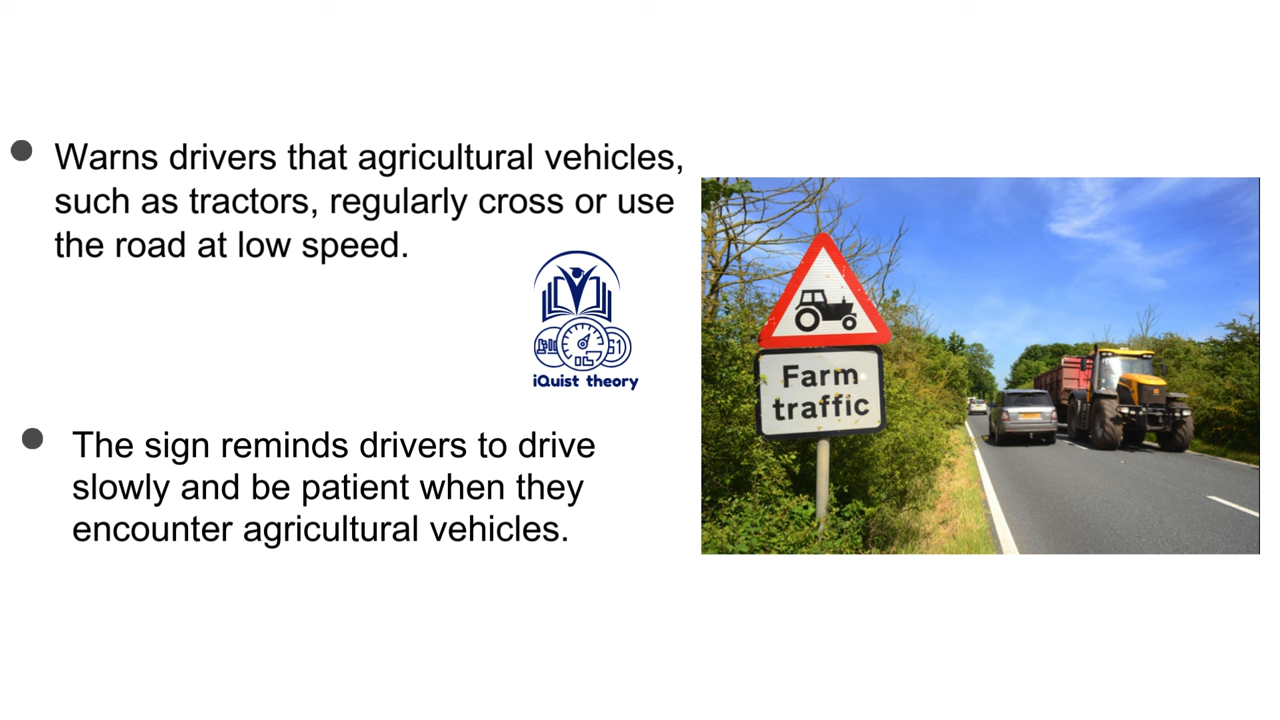 Warns drivers that agricultural vehicles,
such as tractors, regularly cross or use
the road at low speed.
iQuist theory
The sign reminds drivers to drive
slowly and be patient when they
encounter agricultural vehicles.
Farm
traffic